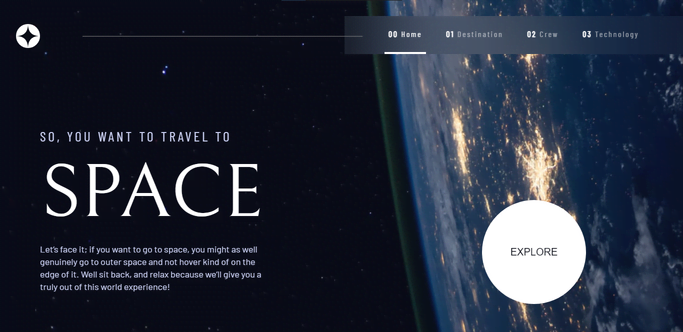 00 Home 01 Destination 02 Crew 03 Technology
SO, YOU WANT TO TRAVEL TO
SPACE
Let's face it; if you want to go to space, you might as well
genuinely go to outer space and not hover kind of on the
edge of it. Well sit back, and relax because we'll give you a
truly out of this world experience!
EXPLORE